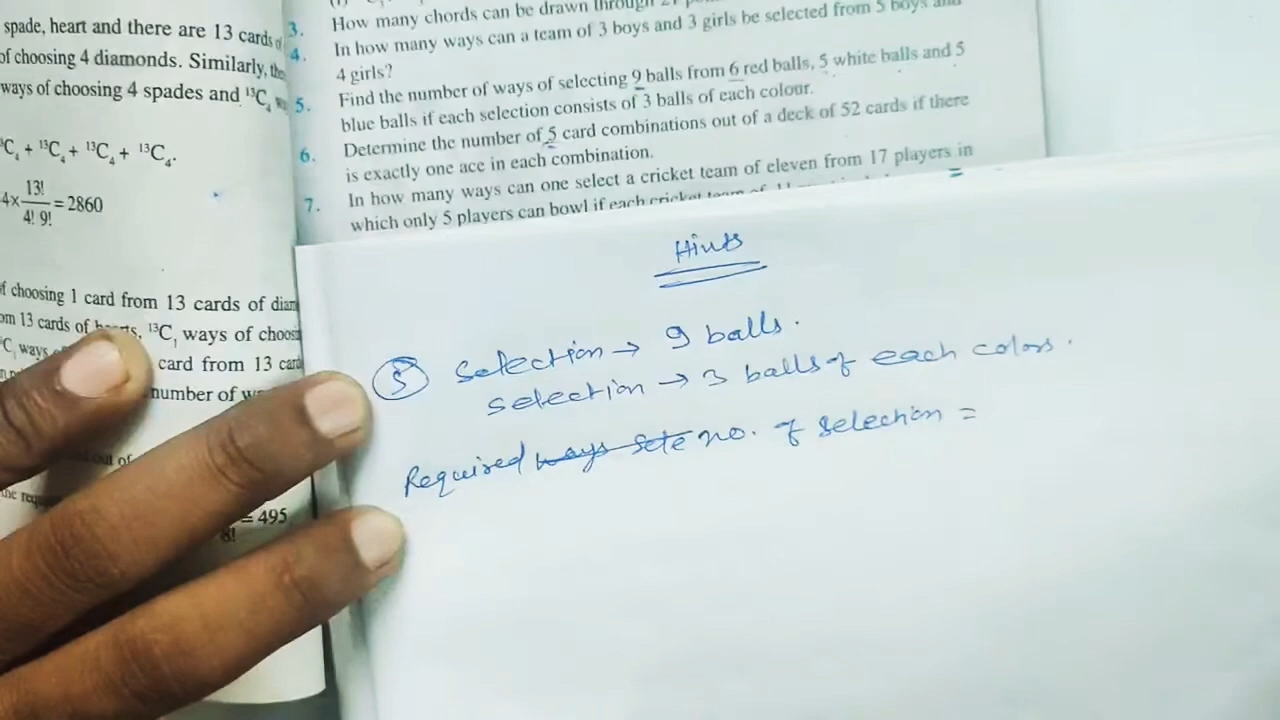 spade, heart and there are 13 cards
of choosing 4 diamonds. Similarly, the
ways of choosing 4 spades and ¹³C₄
C₄ + ¹³C₄ + ¹³C₄ + ¹³C₄.
4× 13! / 4! 9! = 2860
of choosing 1 card from 13 cards of
from 13 cards of ¹³C₁ ways of
card from 13
number of
out of
the
= 495
8!
3. How many chords can be drawn through 21
4. In how many ways can a team of 3 boys and 3 girls be selected from 5 boys and
4 girls?
5. Find the number of ways of selecting 9 balls from 6 red balls, 5 white balls and 5
blue balls if each selection consists of 3 balls of each colour.
6. Determine the number of 5 card combinations out of a deck of 52 cards if there
is exactly one ace in each combination.
7. In how many ways can one select a cricket team of eleven from 17 players in
which only 5 players can bowl if each cricket team of 11
Hints
5 Selection → 9 balls.
Selection → 3 balls of each colors.
Required no. of selection =